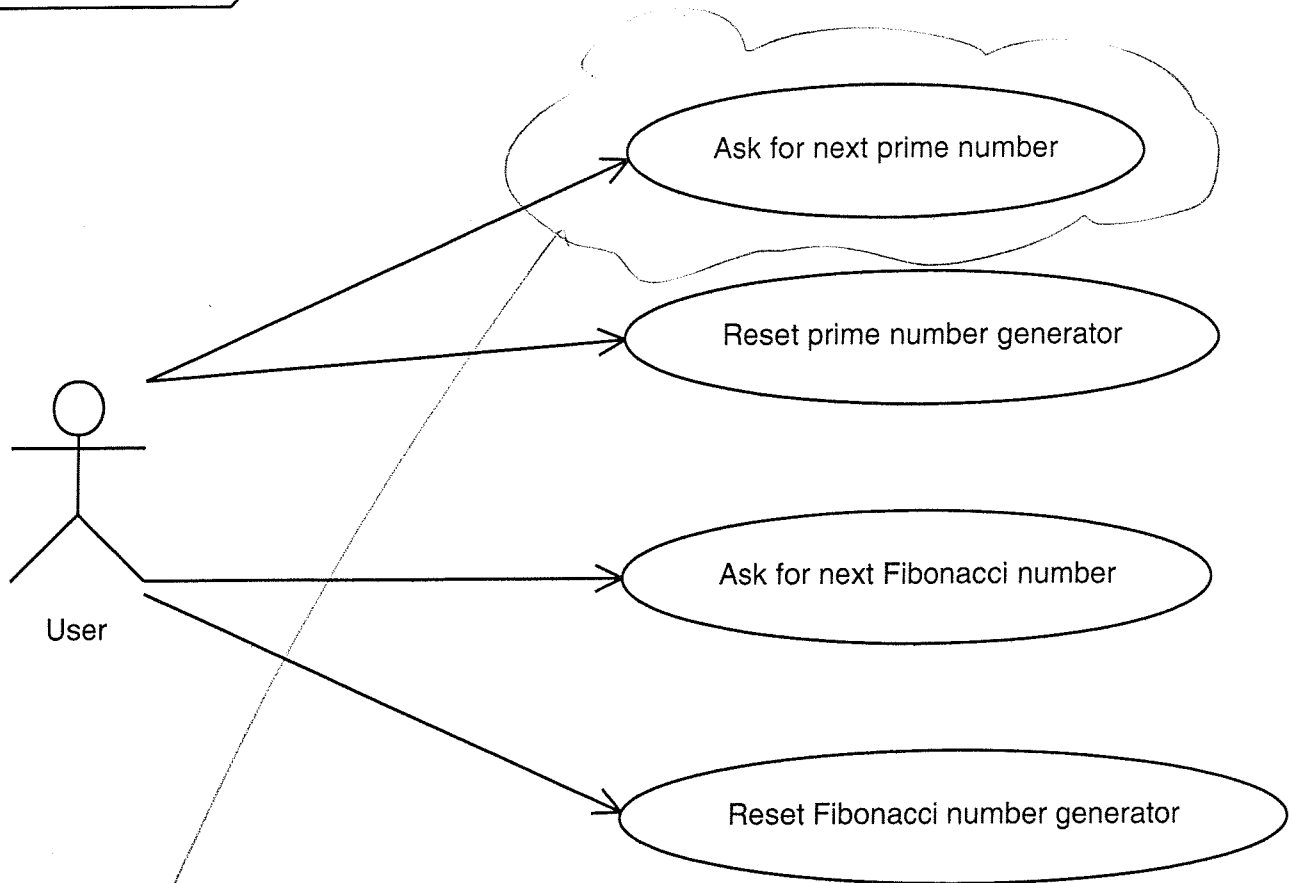 Ask for next prime number
Reset prime number generator
Ask for next Fibonacci number
User
Reset Fibonacci number generator